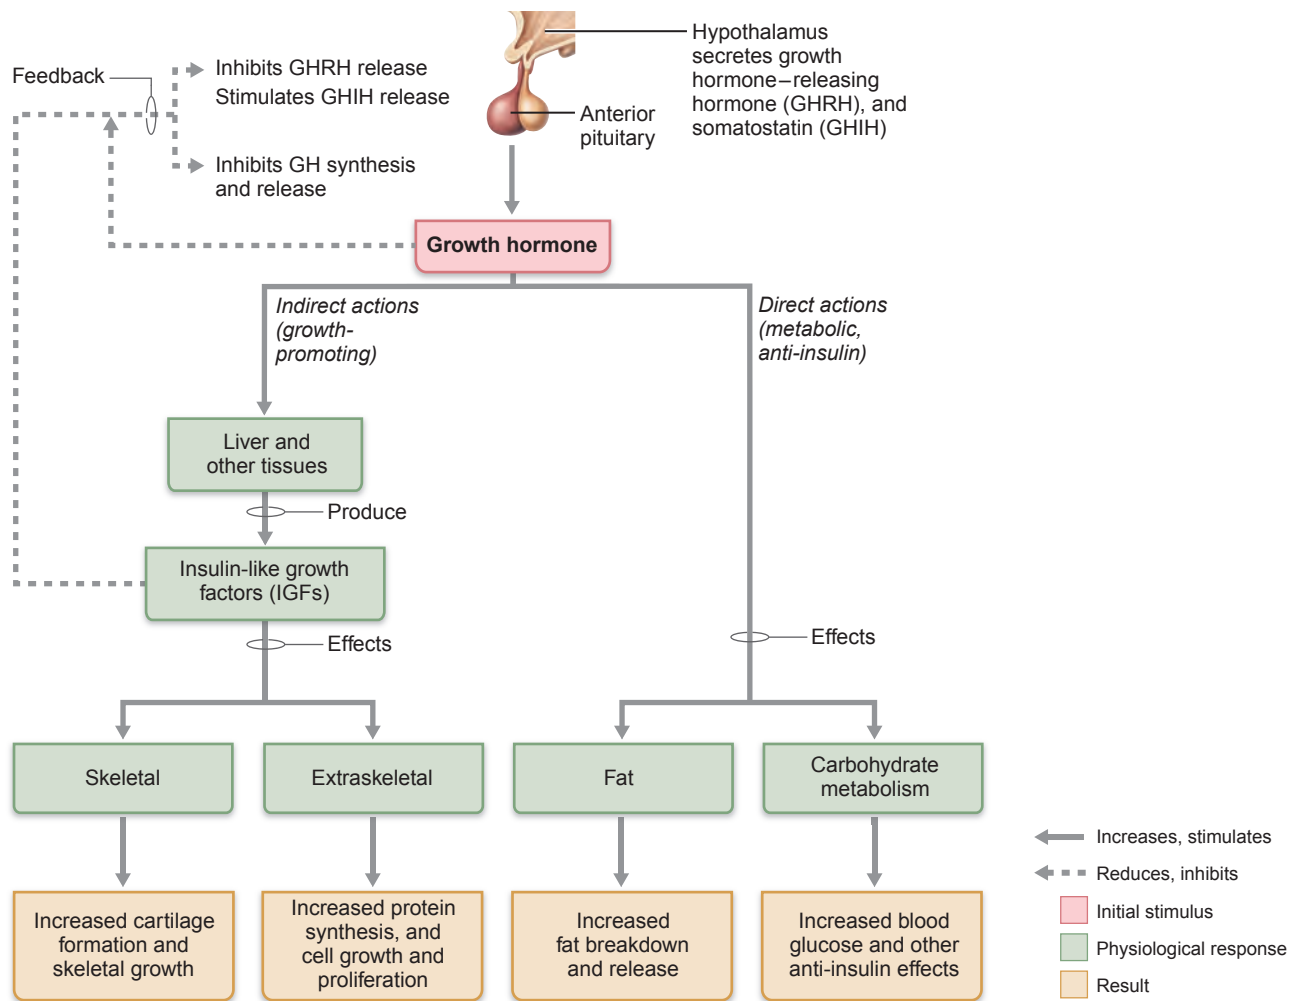 Feedback
Inhibits GHRH release
Stimulates GHIH release
Inhibits GH synthesis
and release
Hypothalamus
secretes growth
hormone–releasing
hormone (GHRH), and
somatostatin (GHIH)
Anterior
pituitary
Growth hormone
Indirect actions
(growth-
promoting)
Direct actions
(metabolic,
anti-insulin)
Liver and
other tissues
Produce
Insulin-like growth
factors (IGFs)
Effects
Effects
Skeletal
Extraskeletal
Fat
Carbohydrate
metabolism
Increased cartilage
formation and
skeletal growth
Increased protein
synthesis, and
cell growth and
proliferation
Increased
fat breakdown
and release
Increased blood
glucose and other
anti-insulin effects
Increases, stimulates
Reduces, inhibits
Initial stimulus
Physiological response
Result